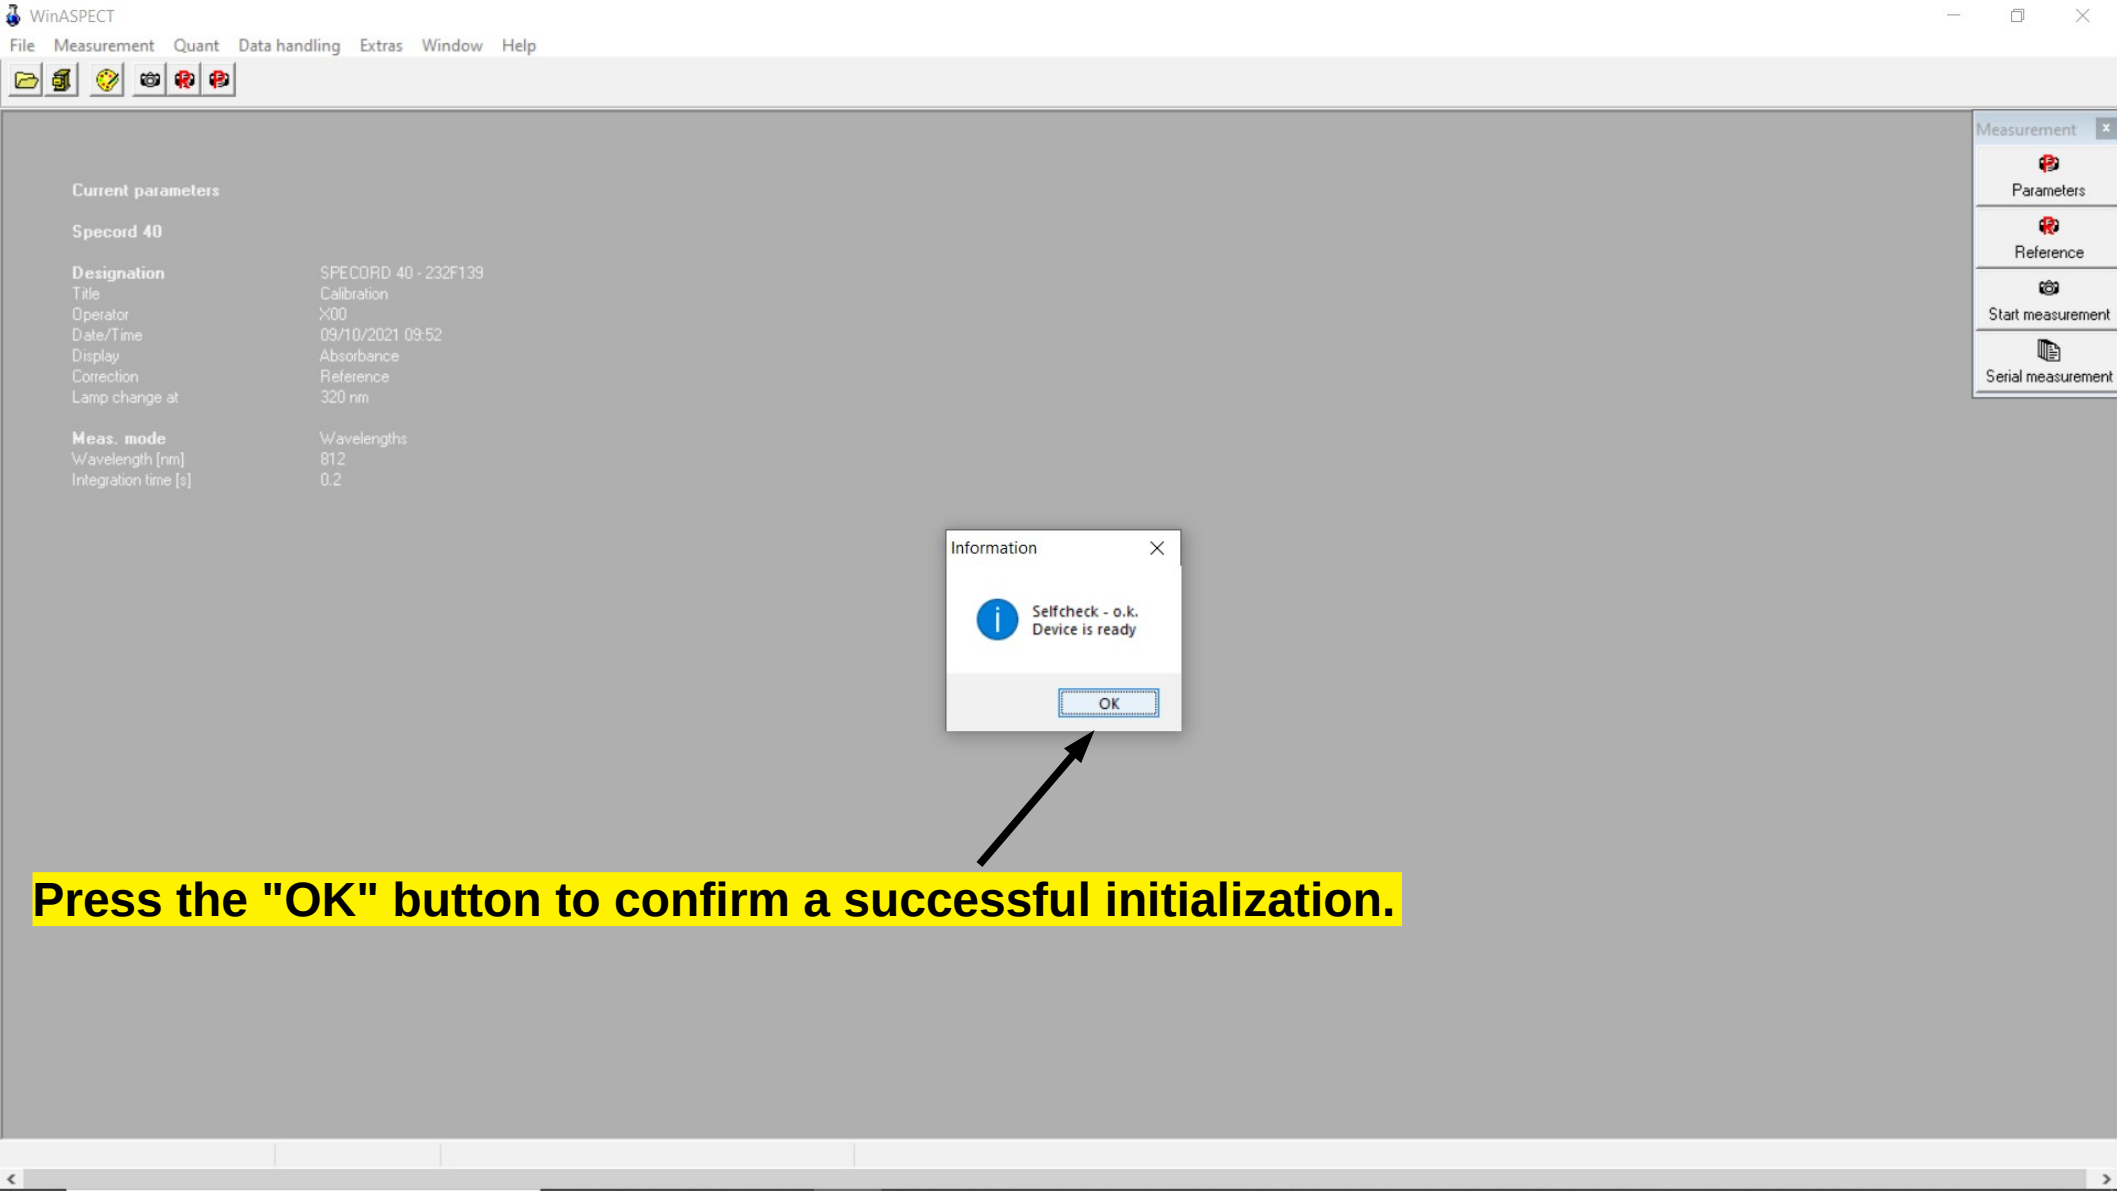 WinASPECT
File Measurement Quant Data handling Extras Window Help
Measurement
Parameters
Reference
Start measurement
Serial measurement
Current parameters
Specord 40
Designation SPECORD 40 - 232F139
Title Calibration
Operator X00
Date/Time 09/10/2021 09:52
Display Absorbance
Correction Reference
Lamp change at 320 nm
Meas. mode Wavelengths
Wavelength [nm] 812
Integration time [s] 0.2
Information
Selfcheck - o.k.
Device is ready
OK
Press the "OK" button to confirm a successful initialization.